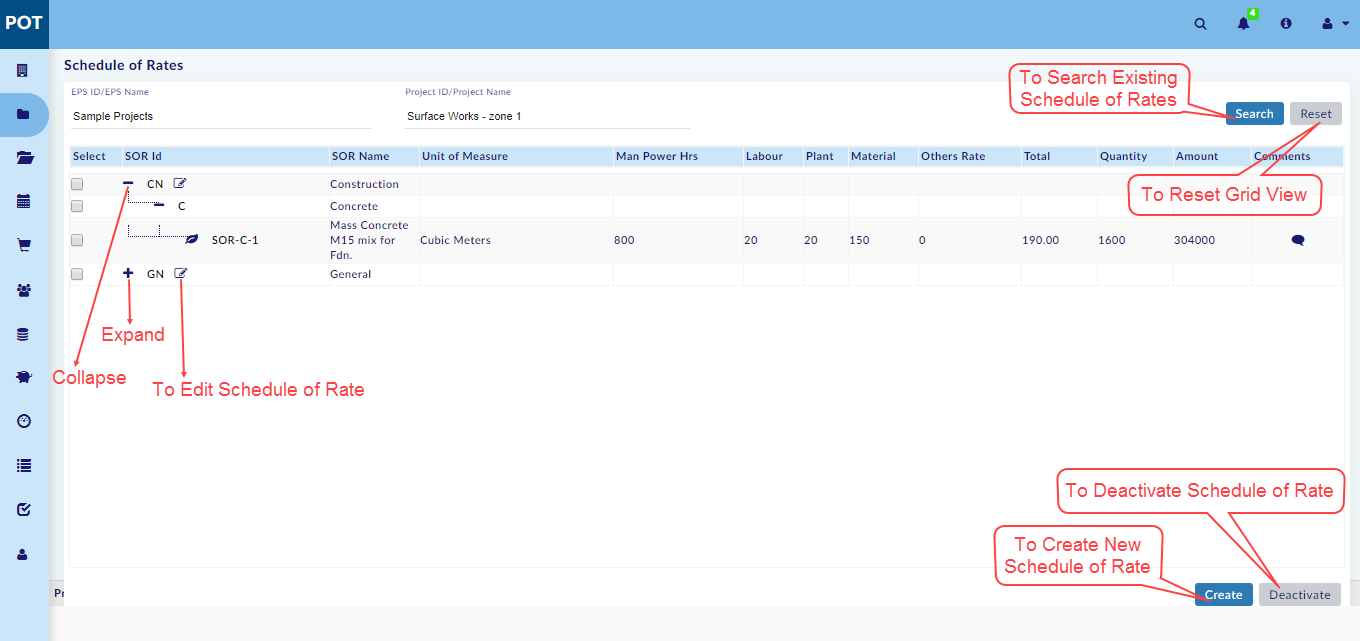 POT
4
Schedule of Rates
EPS ID/EPS Name
Project ID/Project Name
To Search Existing
Schedule of Rates
Sample Projects
Surface Works - zone 1
Search
Reset
Select SOR Id SOR Name Unit of Measure Man Power Hrs Labour Plant Material Others Rate Total Quantity Amount Comments
CN Construction
To Reset Grid View
C Concrete
SOR-C-1 Mass Concrete
M15 mix for
Fdn. Cubic Meters 800 20 20 150 0 190.00 1600 304000
GN General
Expand
Collapse
To Edit Schedule of Rate
To Deactivate Schedule of Rate
To Create New
Schedule of Rate
Create
Deactivate